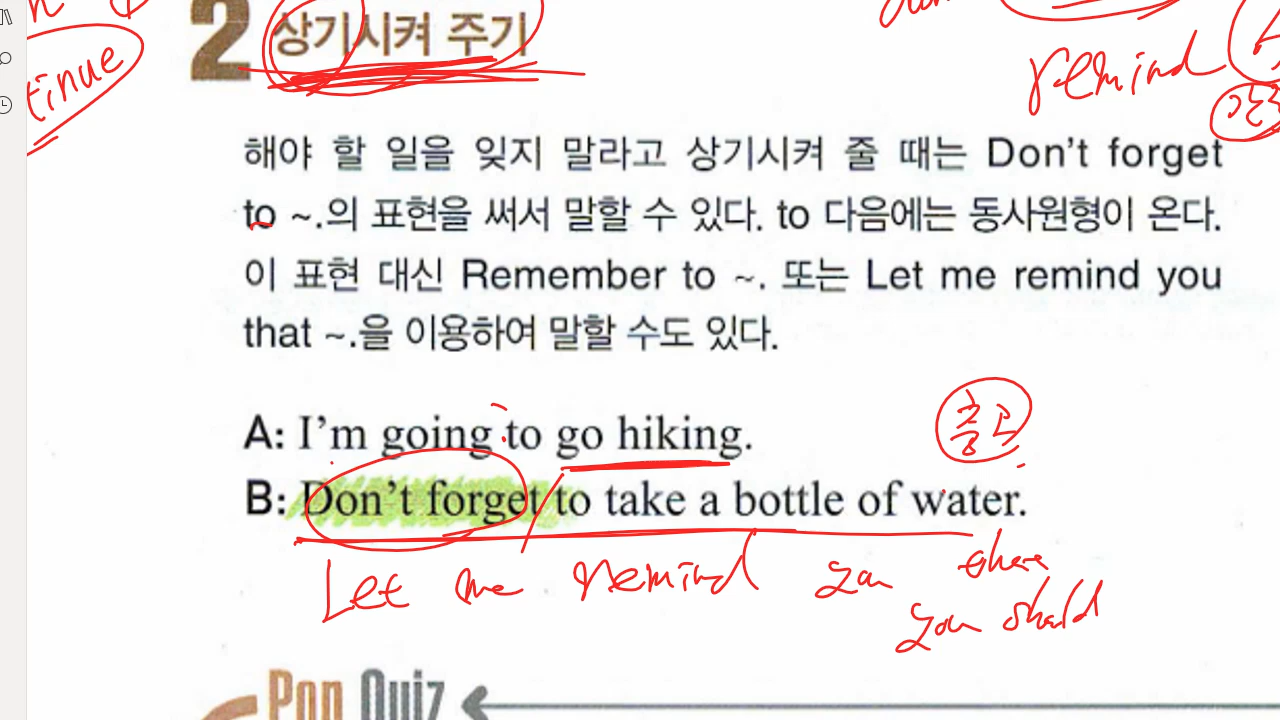 tinue
2 상기시켜 주기
remind
해야 할 일을 잊지 말라고 상기시켜 줄 때는 Don't forget
to ~.의 표현을 써서 말할 수 있다. to 다음에는 동사원형이 온다.
이 표현 대신 Remember to ~. 또는 Let me remind you
that ~.을 이용하여 말할 수도 있다.
A: I'm going to go hiking.
B: Don't forget to take a bottle of water.
Let me remind you that
you should
Pop Quiz